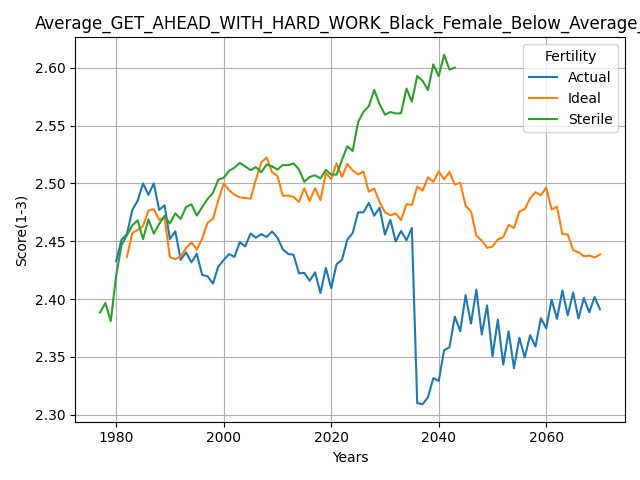 Average_GET_AHEAD_WITH_HARD_WORK_Black_Female_Below_Average_
Fertility
Actual
Ideal
Sterile
Score(1-3)
2.60
2.55
2.50
2.45
2.40
2.35
2.30
1980 2000 2020 2040 2060
Years